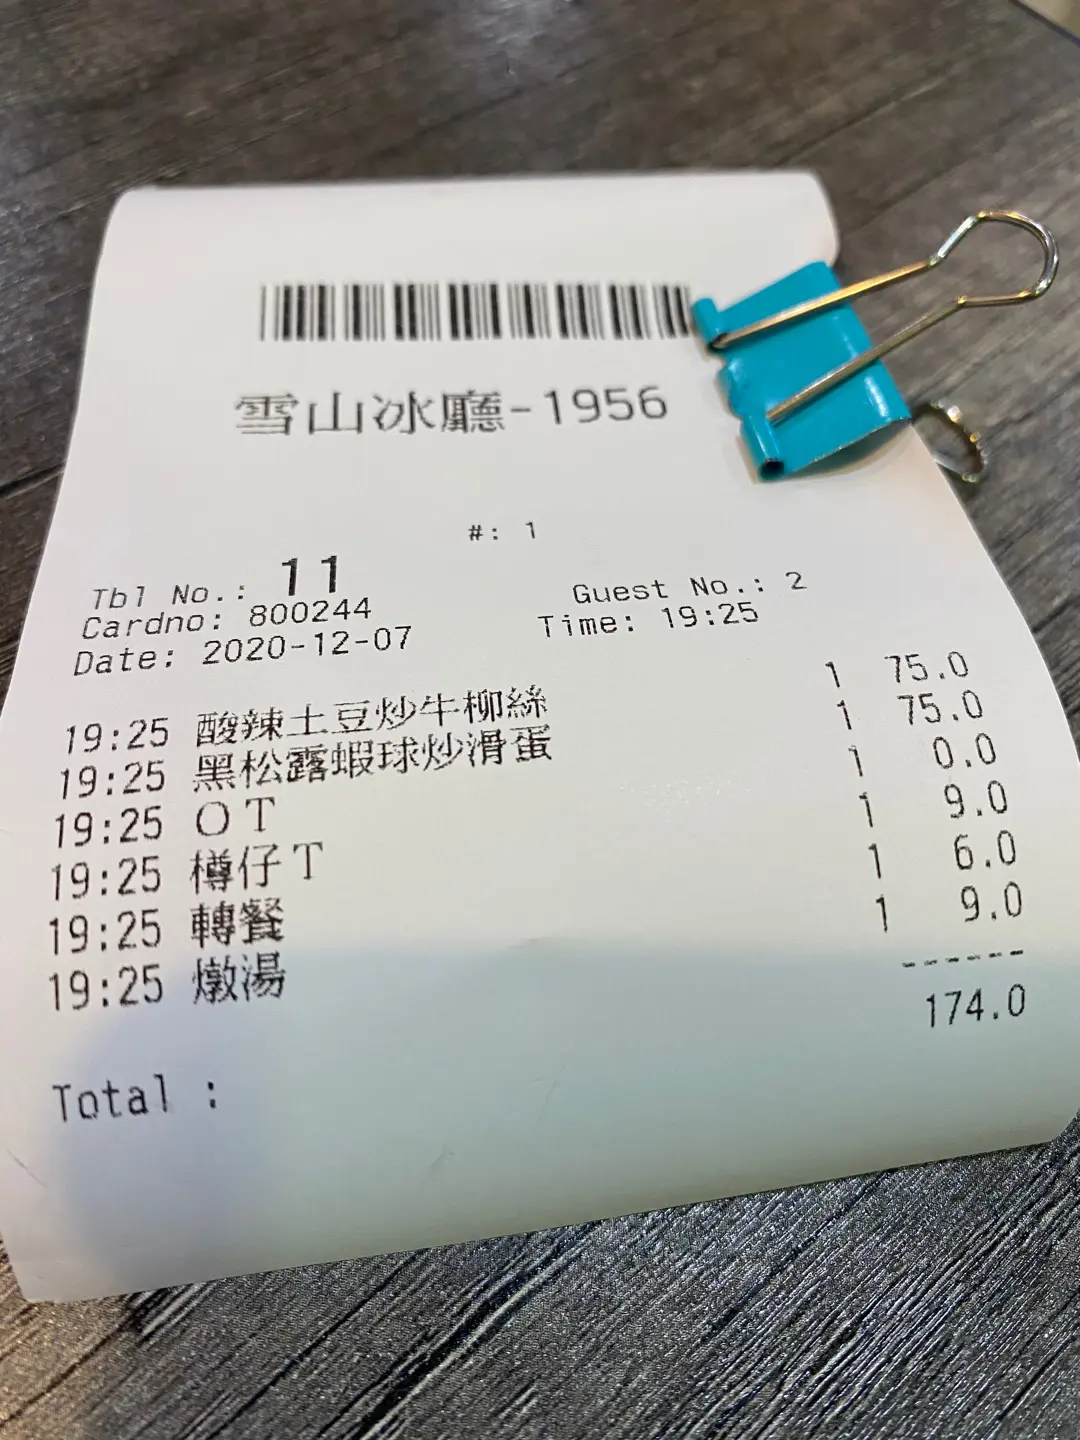 雪山冰廳-1956
#: 1
Tbl No.: 11 Guest No.: 2
Cardno: 800244 Time: 19:25
Date: 2020-12-07
19:25 酸辣土豆炒牛柳絲 1 75.0
19:25 黑松露蝦球炒滑蛋 1 75.0
19:25 ＯＴ 1 0.0
19:25 樽仔Ｔ 1 9.0
19:25 轉餐 1 6.0
19:25 燉湯 1 9.0
------
Total : 174.0